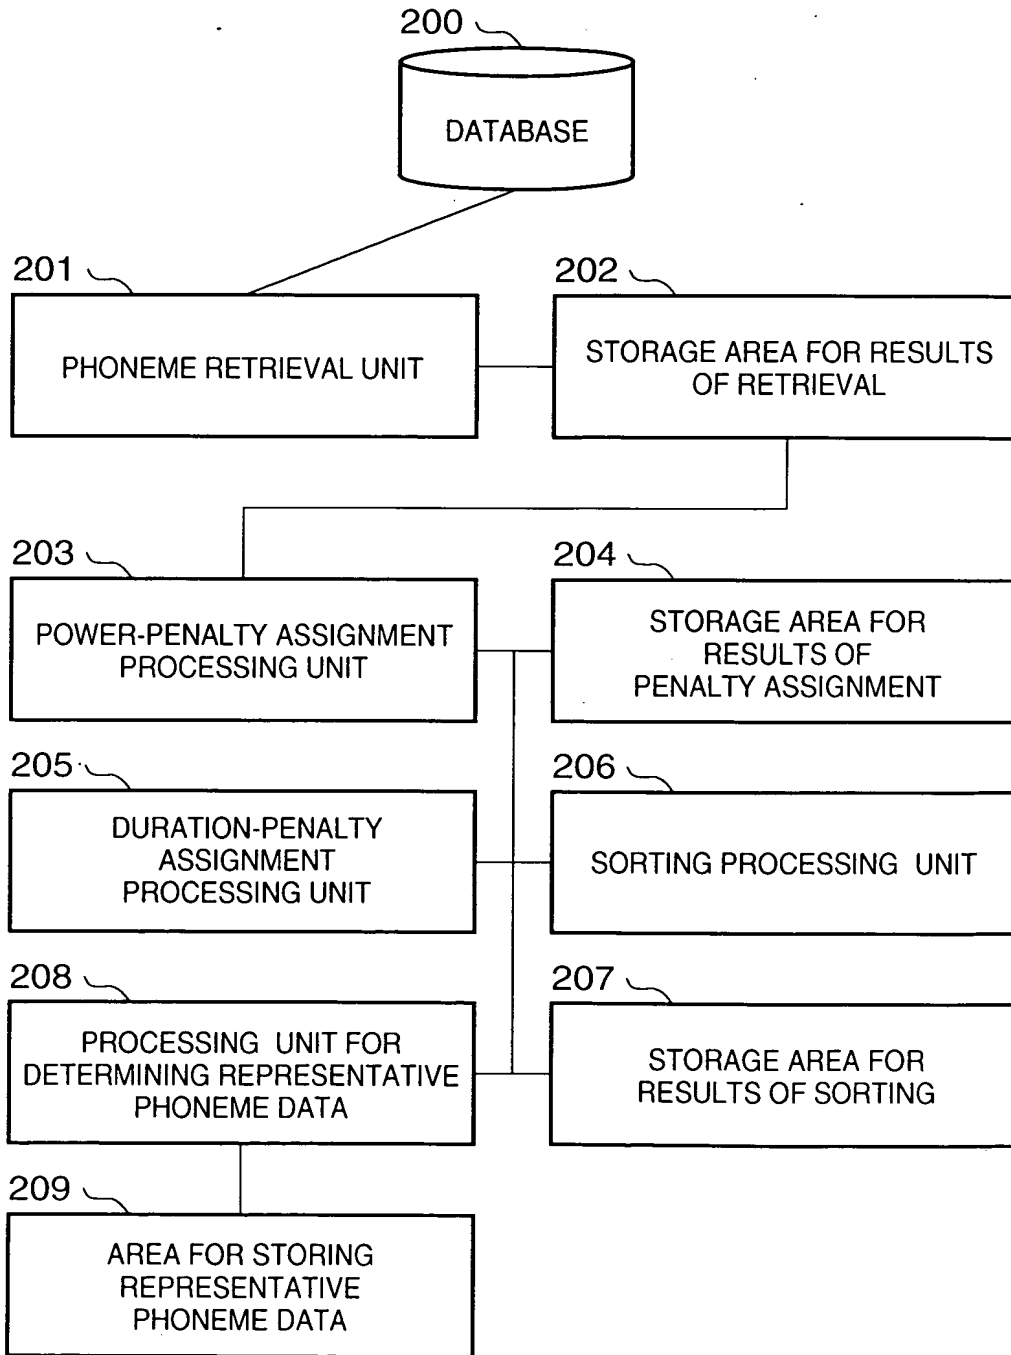 200
DATABASE
201
PHONEME RETRIEVAL UNIT
202
STORAGE AREA FOR RESULTS
OF RETRIEVAL
203
POWER-PENALTY ASSIGNMENT
PROCESSING UNIT
204
STORAGE AREA FOR
RESULTS OF
PENALTY ASSIGNMENT
205
DURATION-PENALTY
ASSIGNMENT
PROCESSING UNIT
206
SORTING PROCESSING UNIT
208
PROCESSING UNIT FOR
DETERMINING REPRESENTATIVE
PHONEME DATA
207
STORAGE AREA FOR
RESULTS OF SORTING
209
AREA FOR STORING
REPRESENTATIVE
PHONEME DATA